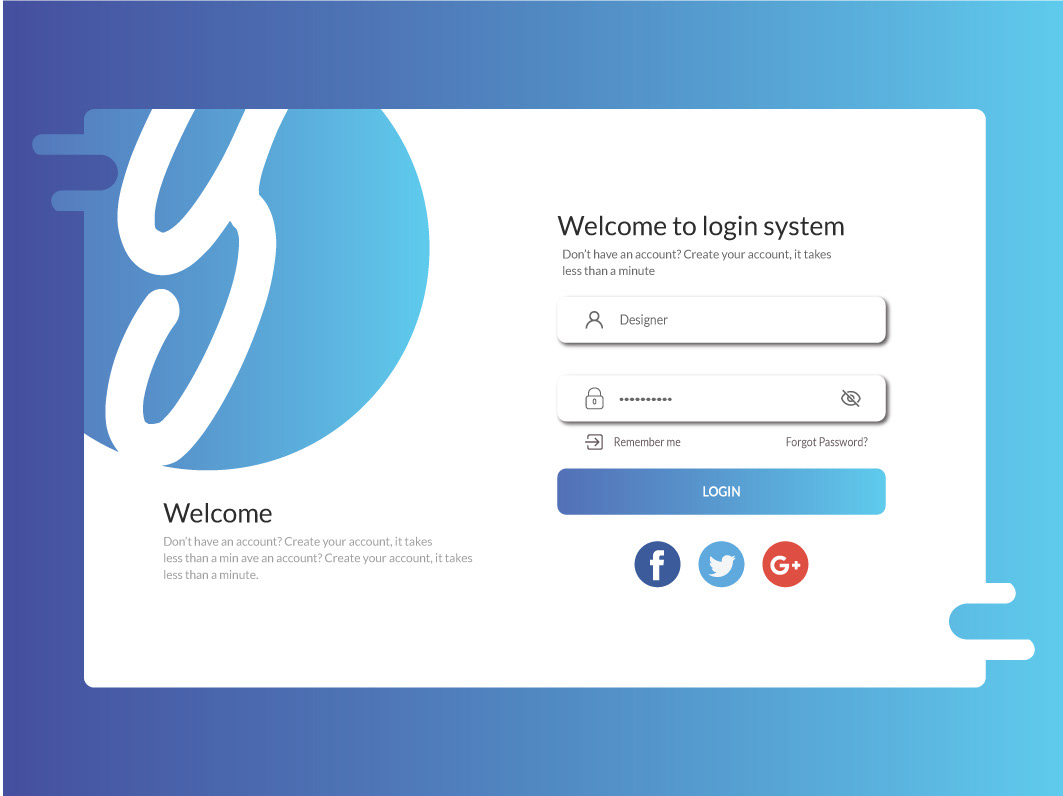 y
Welcome
Don't have an account? Create your account, it takes
less than a min ave an account? Create your account, it takes
less than a minute.
Welcome to login system
Don't have an account? Create your account, it takes
less than a minute
Designer
••••••••••
Remember me
Forgot Password?
LOGIN
f
G+